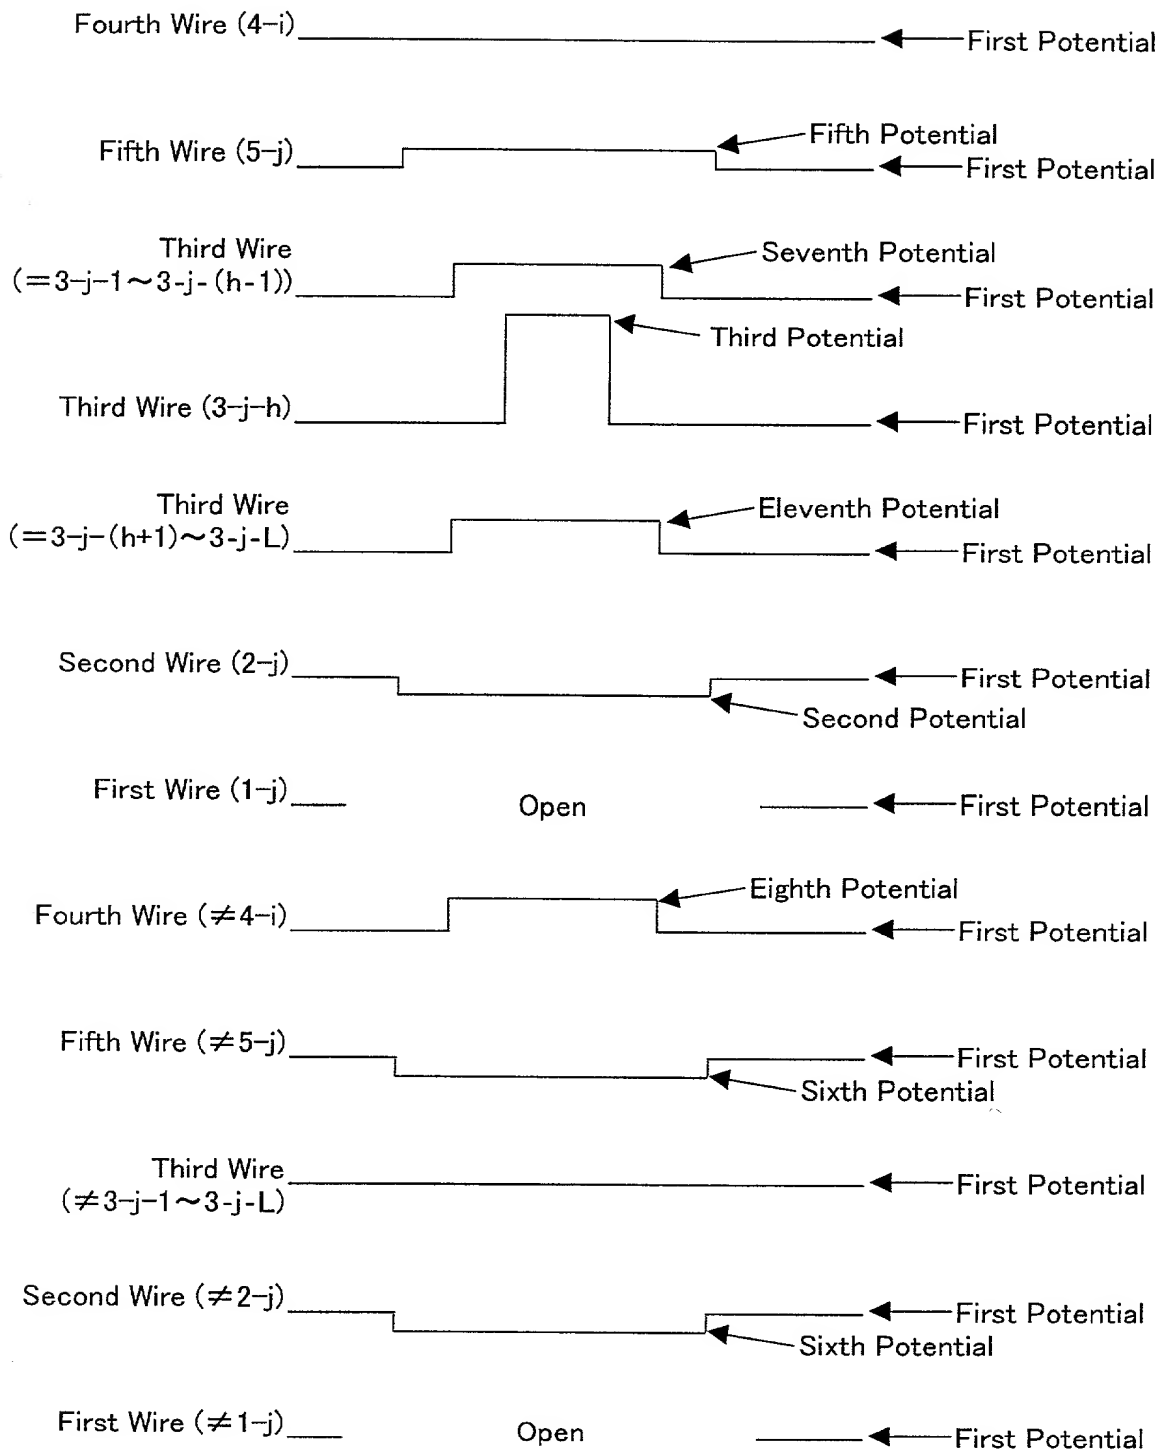 Fourth Wire (4-i)
First Potential
Fifth Potential
Fifth Wire (5-j)
First Potential
Third Wire
(=3-j-1~3-j-(h-1))
Seventh Potential
First Potential
Third Potential
Third Wire (3-j-h)
First Potential
Third Wire
(=3-j-(h+1)~3-j-L)
Eleventh Potential
First Potential
Second Wire (2-j)
First Potential
Second Potential
First Wire (1-j)
Open
First Potential
Eighth Potential
Fourth Wire (≠4-i)
First Potential
Fifth Wire (≠5-j)
First Potential
Sixth Potential
Third Wire
(≠3-j-1~3-j-L)
First Potential
Second Wire (≠2-j)
First Potential
Sixth Potential
First Wire (≠1-j)
Open
First Potential